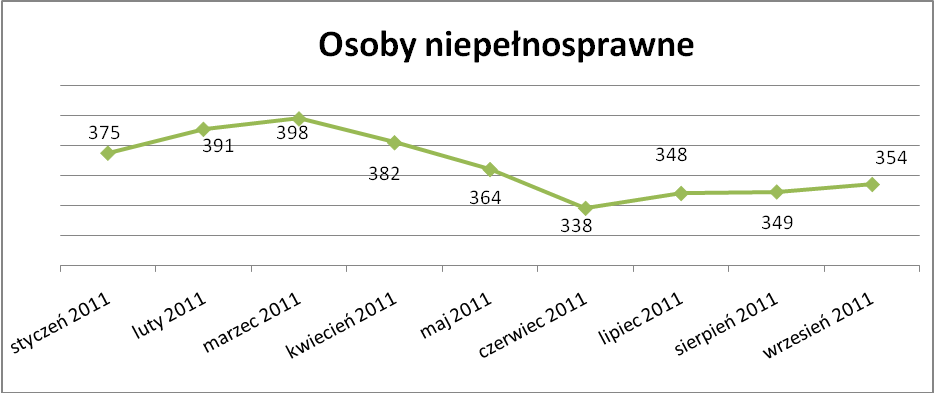 Osoby niepełnosprawne
375
391
398
382
364
338
348
349
354
styczeń 2011
luty 2011
marzec 2011
kwiecień 2011
maj 2011
czerwiec 2011
lipiec 2011
sierpień 2011
wrzesień 2011